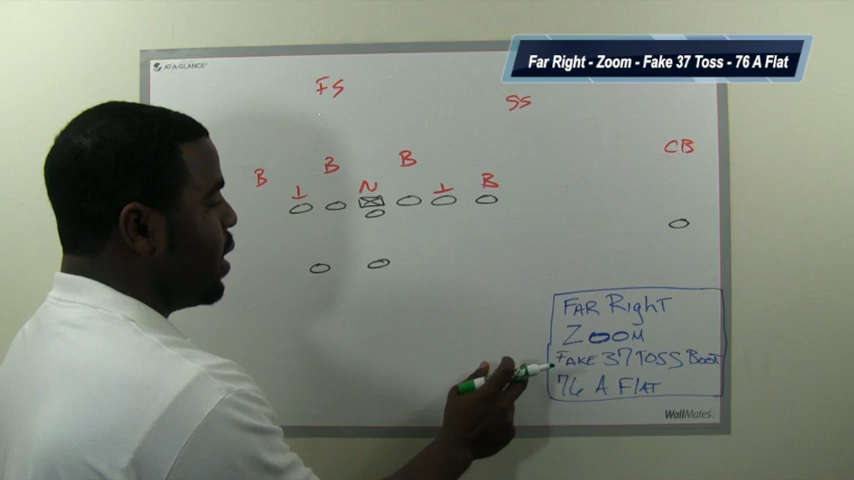 Far Right - Zoom - Fake 37 Toss - 76 A Flat
AT-A-GLANCE
FS
SS
CB
B
B
B
N
B
T
T
FAR RighT
ZOOM
FAKE 37 TOSS BOOT
76 A FLAT
WallMates